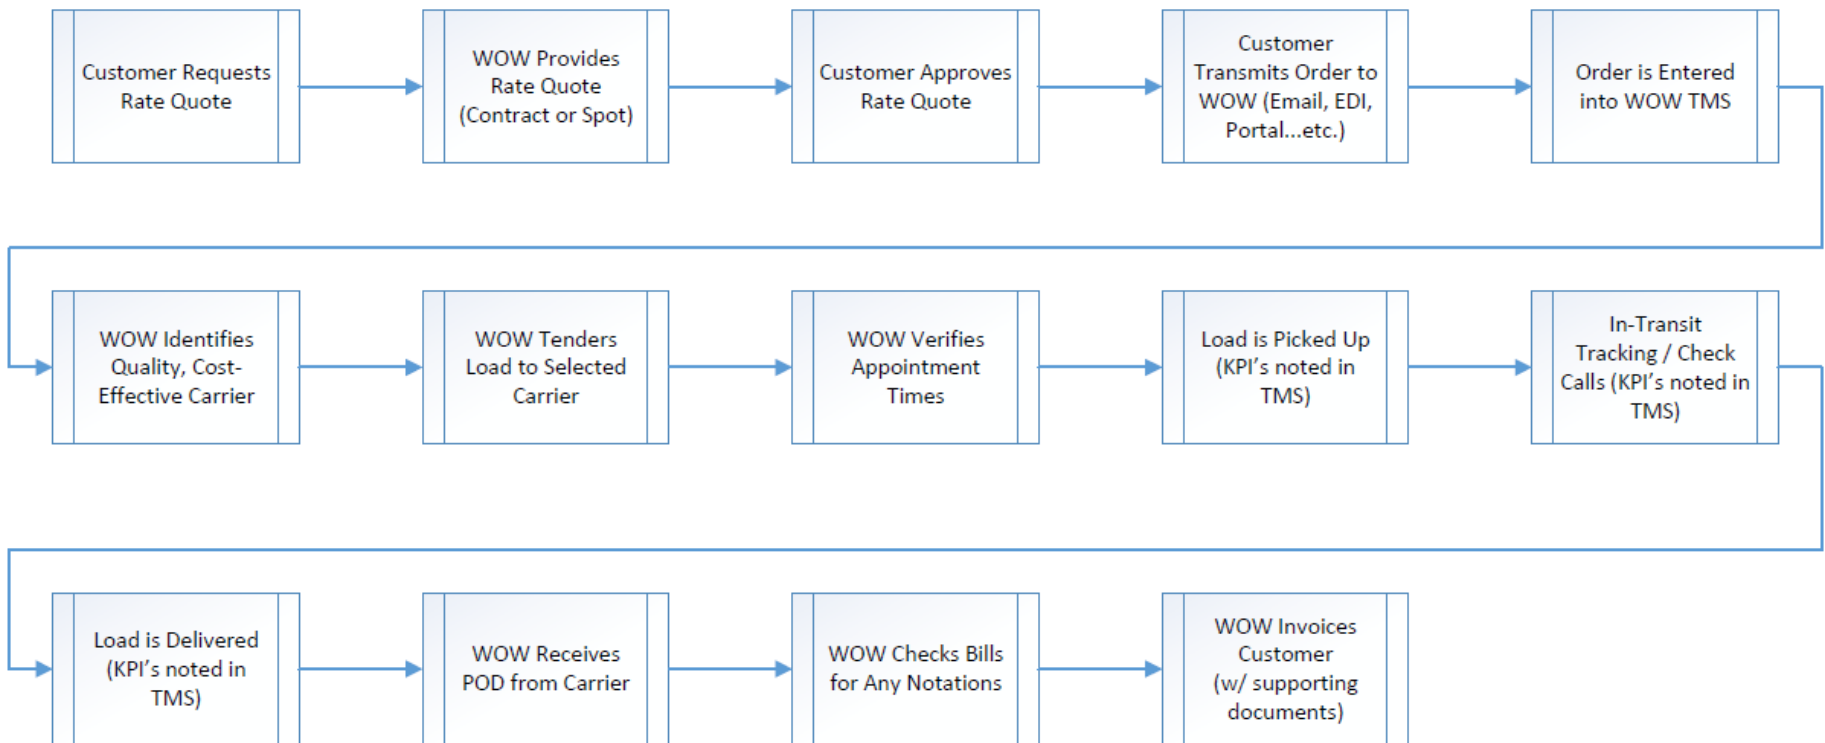 Customer Requests
Rate Quote
WOW Provides
Rate Quote
(Contract or Spot)
Customer Approves
Rate Quote
Customer
Transmits Order to
WOW (Email, EDI,
Portal...etc.)
Order is Entered
into WOW TMS
WOW Identifies
Quality, Cost-
Effective Carrier
WOW Tenders
Load to Selected
Carrier
WOW Verifies
Appointment
Times
Load is Picked Up
(KPI's noted in
TMS)
In-Transit
Tracking / Check
Calls (KPI's noted in
TMS)
Load is Delivered
(KPI's noted in
TMS)
WOW Receives
POD from Carrier
WOW Checks Bills
for Any Notations
WOW Invoices
Customer
(w/ supporting
documents)